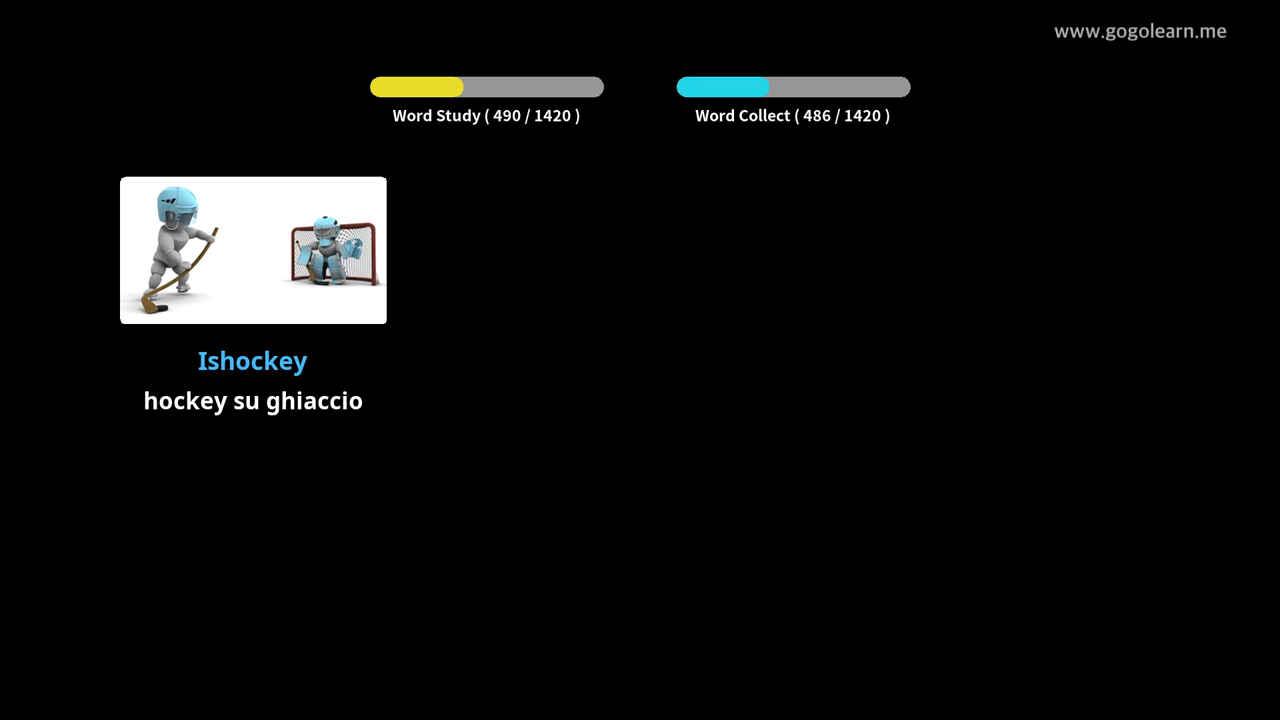 www.gogolearn.me
Word Study ( 490 / 1420 )
Word Collect ( 486 / 1420 )
Ishockey
hockey su ghiaccio